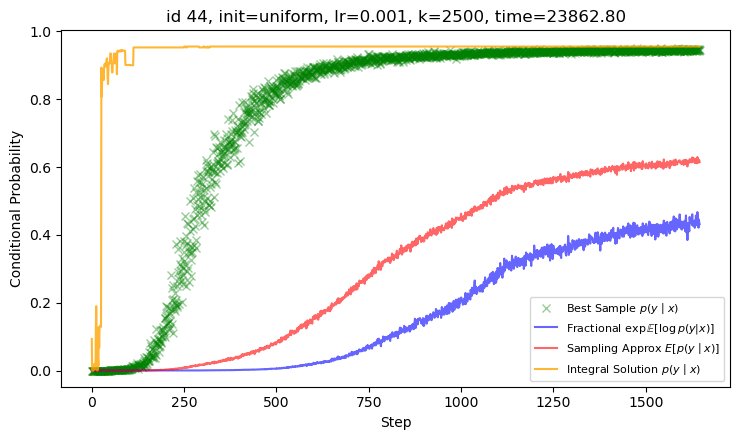 id 44, init=uniform, lr=0.001, k=2500, time=23862.80
Conditional Probability
1.0
0.8
0.6
0.4
0.2
0.0
0
250
500
750
1000
1250
1500
Step
Best Sample p(y | x)
Fractional exp𝔼[log p(y|x)]
Sampling Approx E[p(y | x)]
Integral Solution p(y | x)